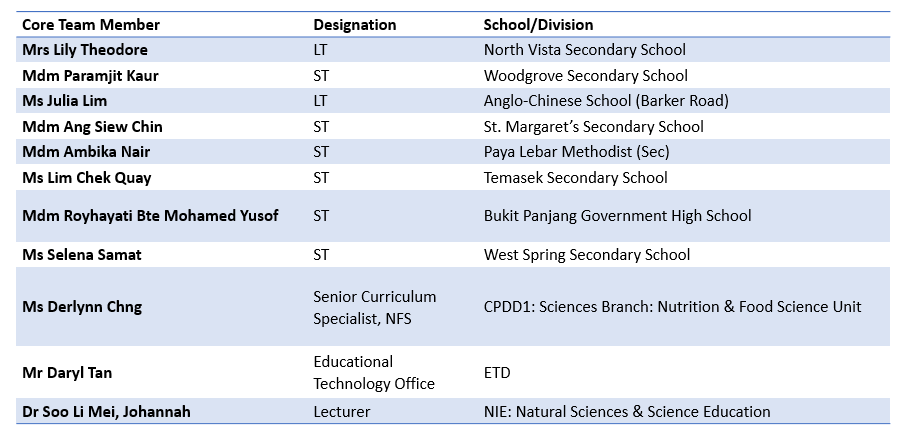 Core Team Member Designation School/Division
Mrs Lily Theodore LT North Vista Secondary School
Mdm Paramjit Kaur ST Woodgrove Secondary School
Ms Julia Lim LT Anglo-Chinese School (Barker Road)
Mdm Ang Siew Chin ST St. Margaret’s Secondary School
Mdm Ambika Nair ST Paya Lebar Methodist (Sec)
Ms Lim Chek Quay ST Temasek Secondary School
Mdm Royhayati Bte Mohamed Yusof ST Bukit Panjang Government High School
Ms Selena Samat ST West Spring Secondary School
Ms Derlynn Chng Senior Curriculum
Specialist, NFS CPDD1: Sciences Branch: Nutrition & Food Science Unit
Mr Daryl Tan Educational
Technology Office ETD
Dr Soo Li Mei, Johannah Lecturer NIE: Natural Sciences & Science Education